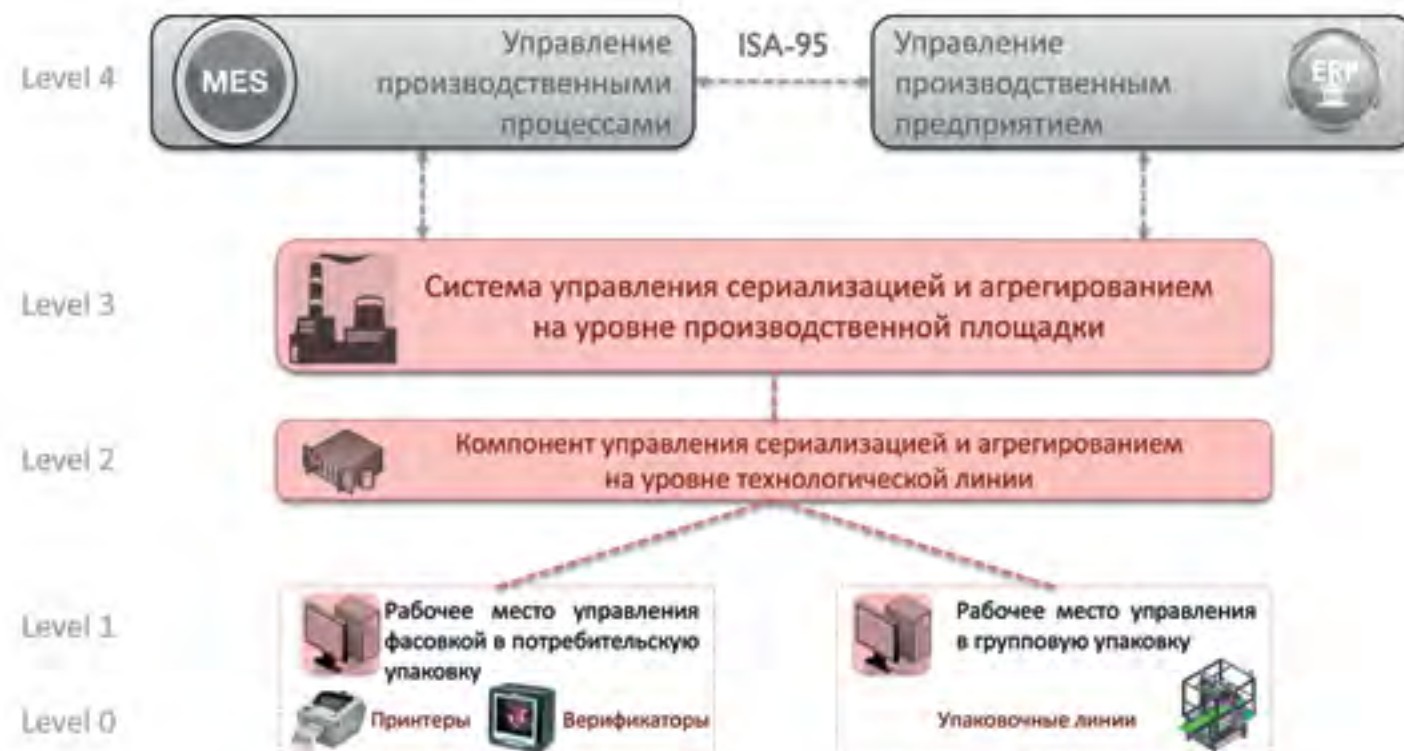 Level 4
MES
Управление
производственными
процессами
ISA-95
Управление
производственным
предприятием
ERP
Level 3
Система управления сериализацией и агрегированием
на уровне производственной площадки
Level 2
Компонент управления сериализацией и агрегированием
на уровне технологической линии
Level 1
Рабочее место управления
фасовкой в потребительскую
упаковку
Рабочее место управления
в групповую упаковку
Level 0
Принтеры
Верификаторы
Упаковочные линии